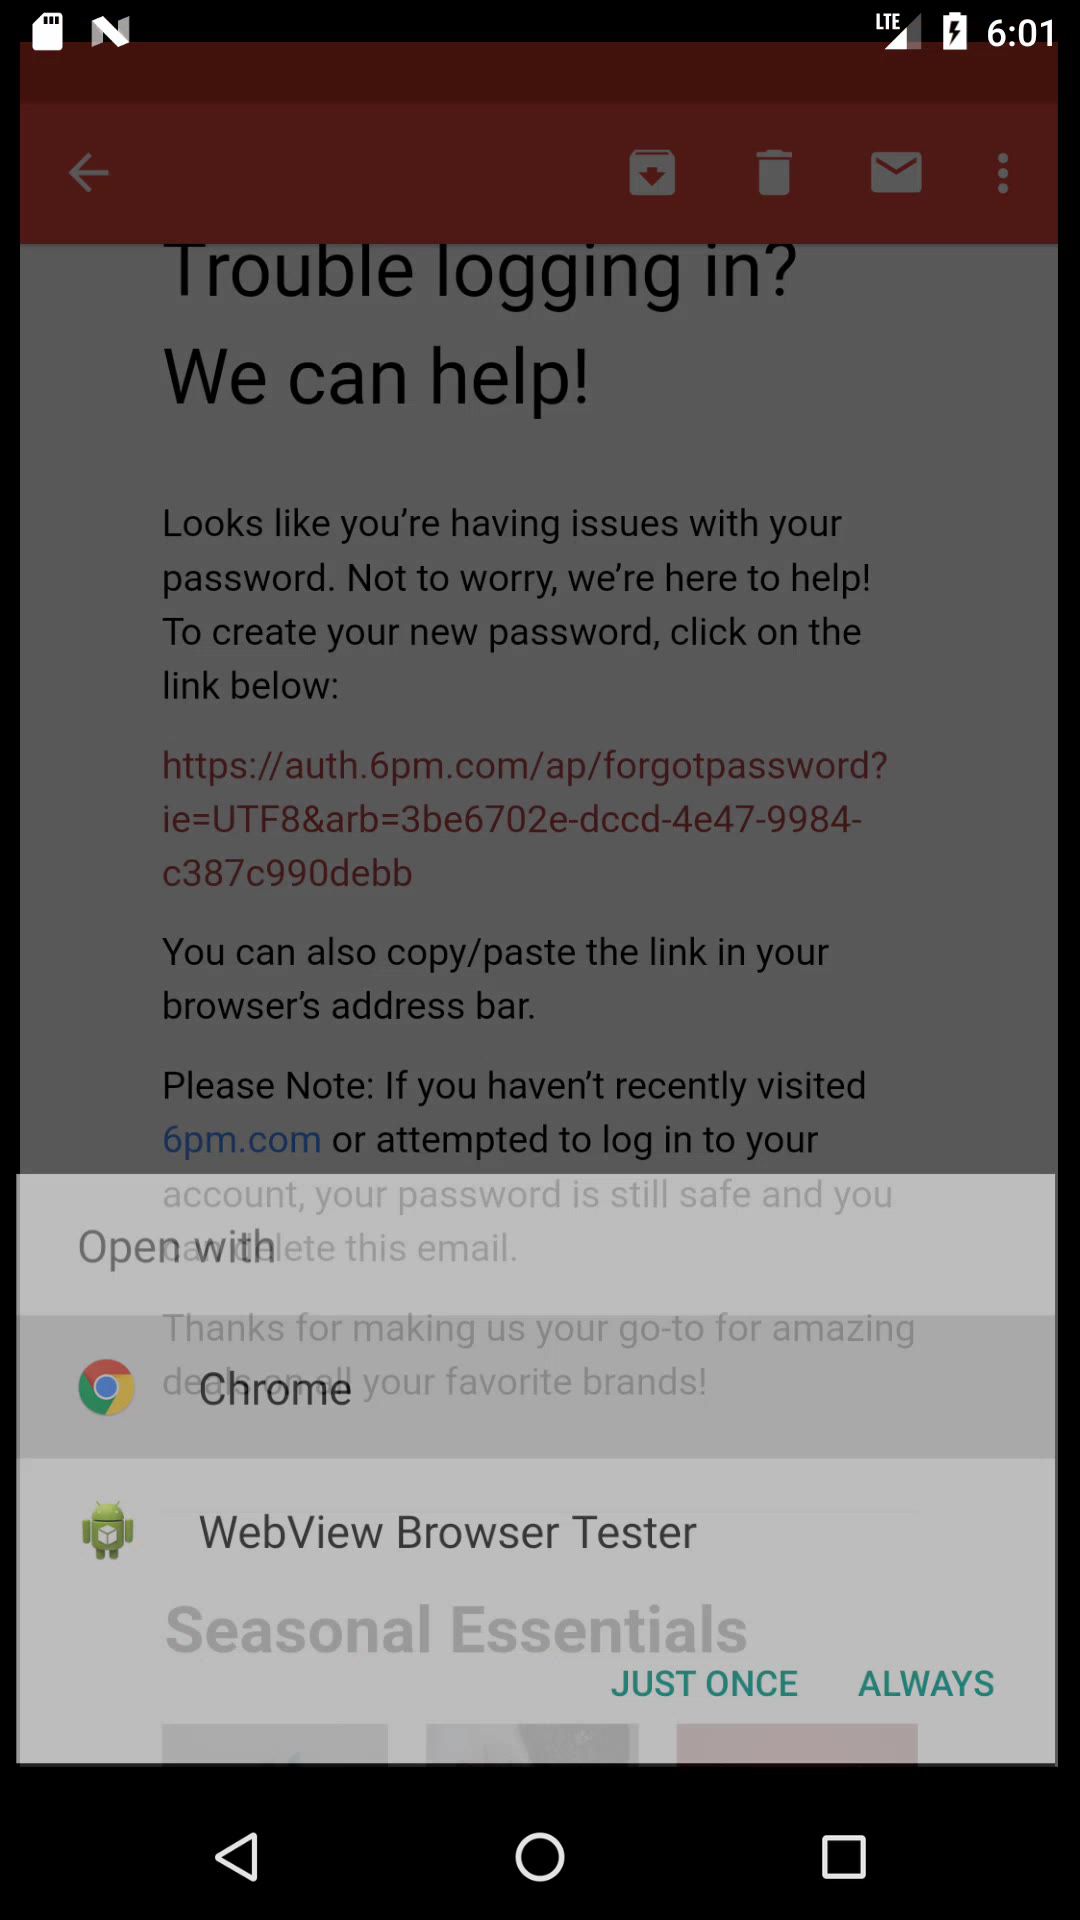 LTE 6:01
Trouble logging in?
We can help!
Looks like you’re having issues with your
password. Not to worry, we’re here to help!
To create your new password, click on the
link below:
https://auth.6pm.com/ap/forgotpassword?
ie=UTF8&arb=3be6702e-dccd-4e47-9984-
c387c990debb
You can also copy/paste the link in your
browser’s address bar.
Please Note: If you haven’t recently visited
6pm.com or attempted to log in to your
account, your password is still safe and you
can delete this email.
Open with
Thanks for making us your go-to for amazing
deals on all your favorite brands!
Chrome
WebView Browser Tester
Seasonal Essentials
JUST ONCE ALWAYS